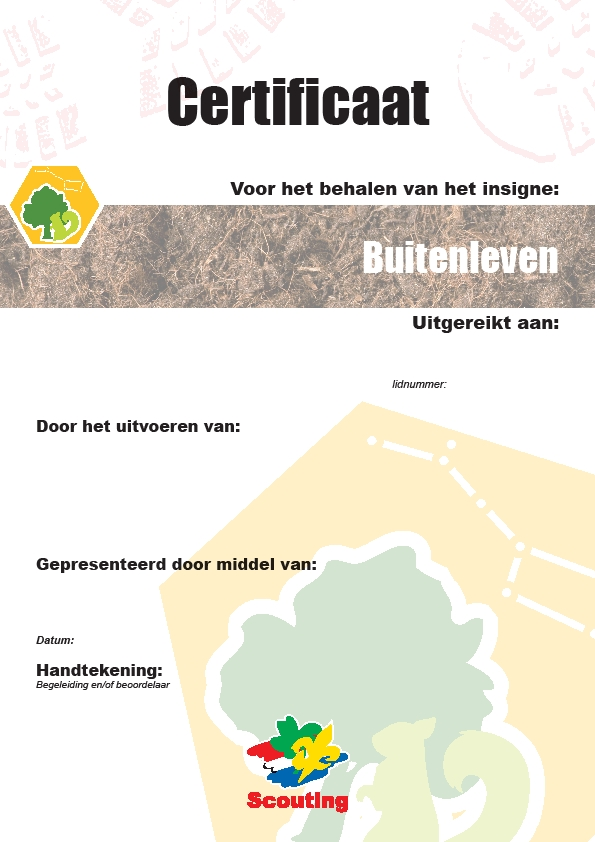 Certificaat
Voor het behalen van het insigne:
Buitenleven
Uitgereikt aan:
lidnummer:
Door het uitvoeren van:
Gepresenteerd door middel van:
Datum:
Handtekening:
Begeleiding en/of beoordelaar
Scouting